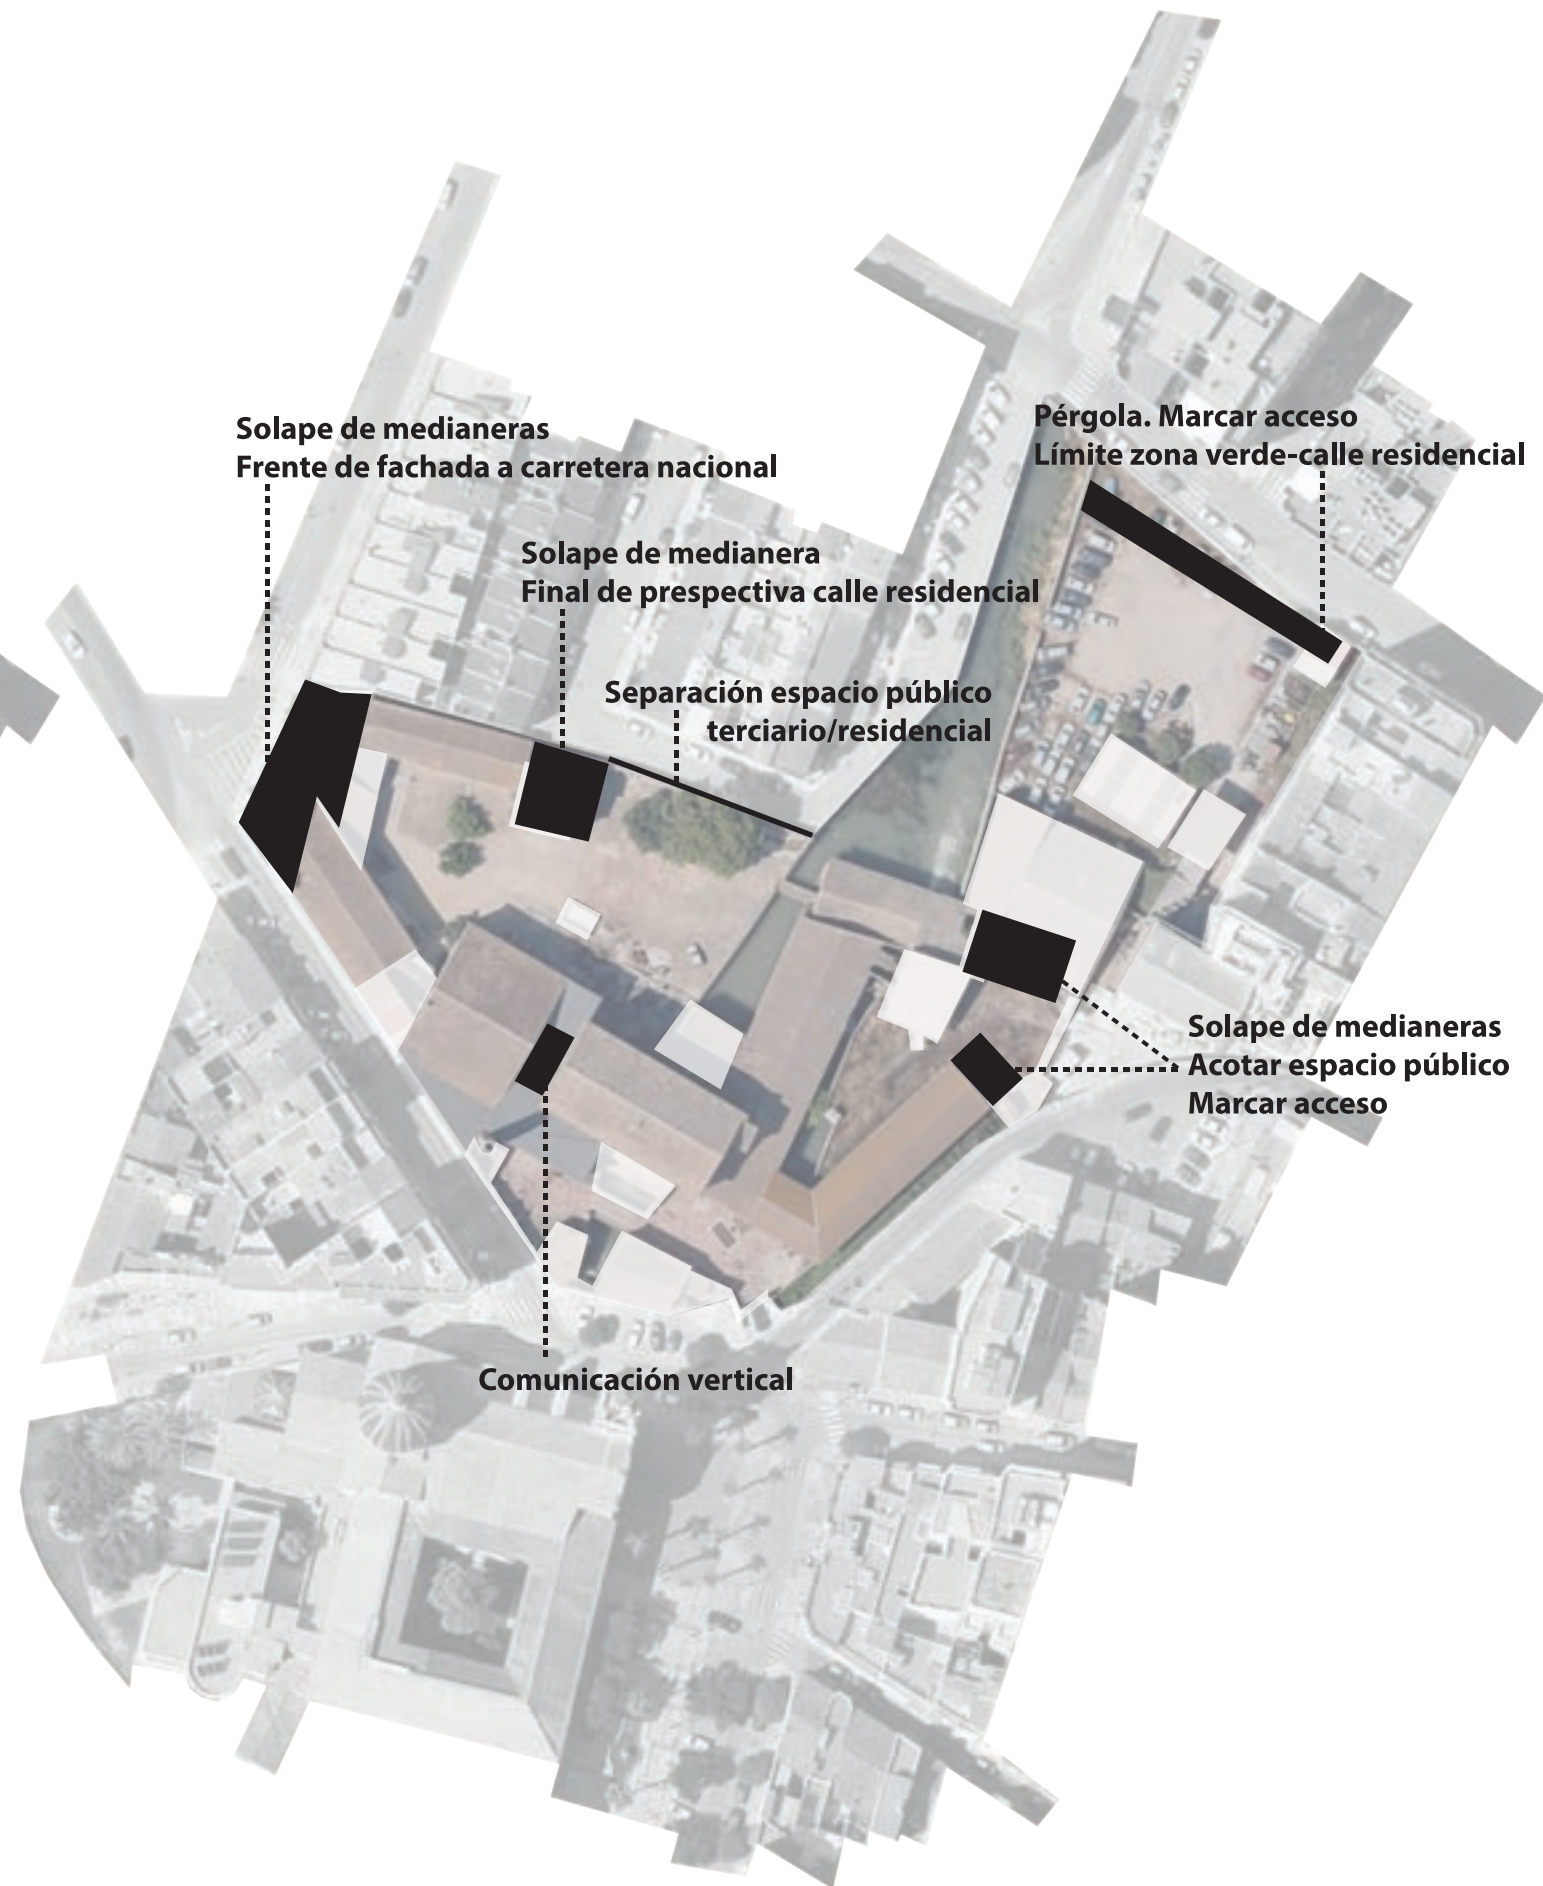 Solape de medianeras
Frente de fachada a carretera nacional
Pérgola. Marcar acceso
Límite zona verde-calle residencial
Solape de medianera
Final de prespectiva calle residencial
Separación espacio público
terciario/residencial
Solape de medianeras
Acotar espacio público
Marcar acceso
Comunicación vertical